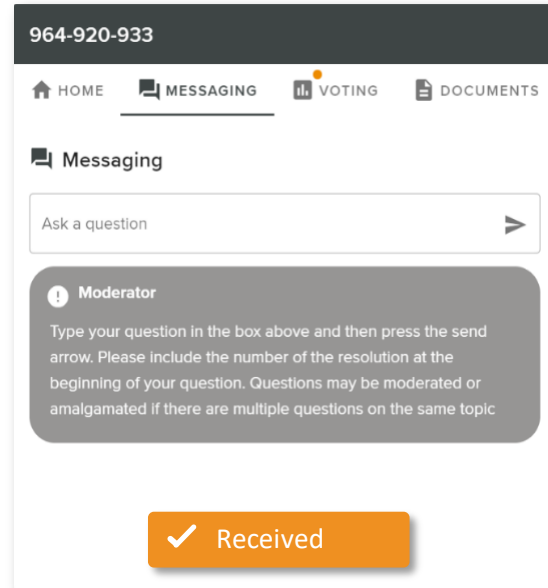 964-920-933
HOME MESSAGING VOTING DOCUMENTS
Messaging
Ask a question
Moderator
Type your question in the box above and then press the send
arrow. Please include the number of the resolution at the
beginning of your question. Questions may be moderated or
amalgamated if there are multiple questions on the same topic
Received